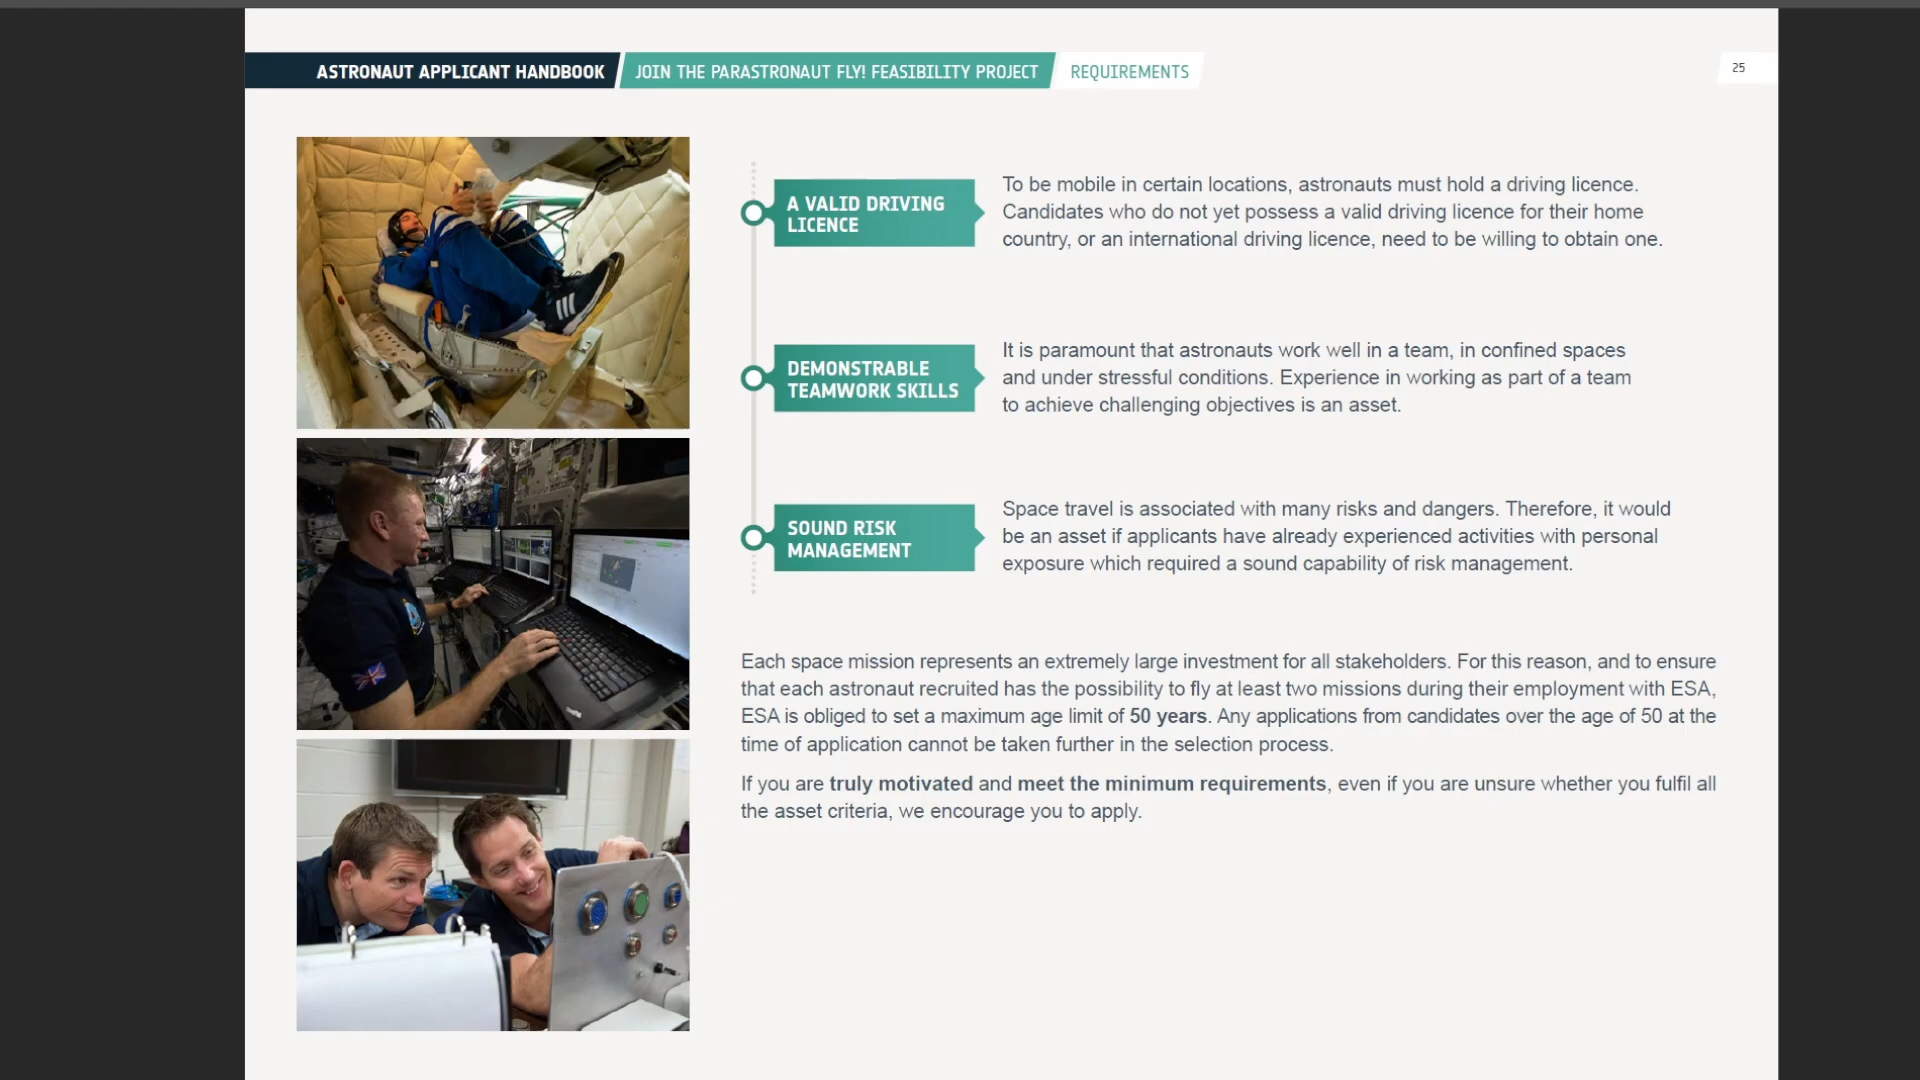 ASTRONAUT APPLICANT HANDBOOK
JOIN THE PARASTRONAUT FLY! FEASIBILITY PROJECT
REQUIREMENTS
25
A VALID DRIVING
LICENCE
To be mobile in certain locations, astronauts must hold a driving licence.
Candidates who do not yet possess a valid driving licence for their home
country, or an international driving licence, need to be willing to obtain one.
DEMONSTRABLE
TEAMWORK SKILLS
It is paramount that astronauts work well in a team, in confined spaces
and under stressful conditions. Experience in working as part of a team
to achieve challenging objectives is an asset.
SOUND RISK
MANAGEMENT
Space travel is associated with many risks and dangers. Therefore, it would
be an asset if applicants have already experienced activities with personal
exposure which required a sound capability of risk management.
Each space mission represents an extremely large investment for all stakeholders. For this reason, and to ensure
that each astronaut recruited has the possibility to fly at least two missions during their employment with ESA,
ESA is obliged to set a maximum age limit of 50 years. Any applications from candidates over the age of 50 at the
time of application cannot be taken further in the selection process.
If you are truly motivated and meet the minimum requirements, even if you are unsure whether you fulfil all
the asset criteria, we encourage you to apply.